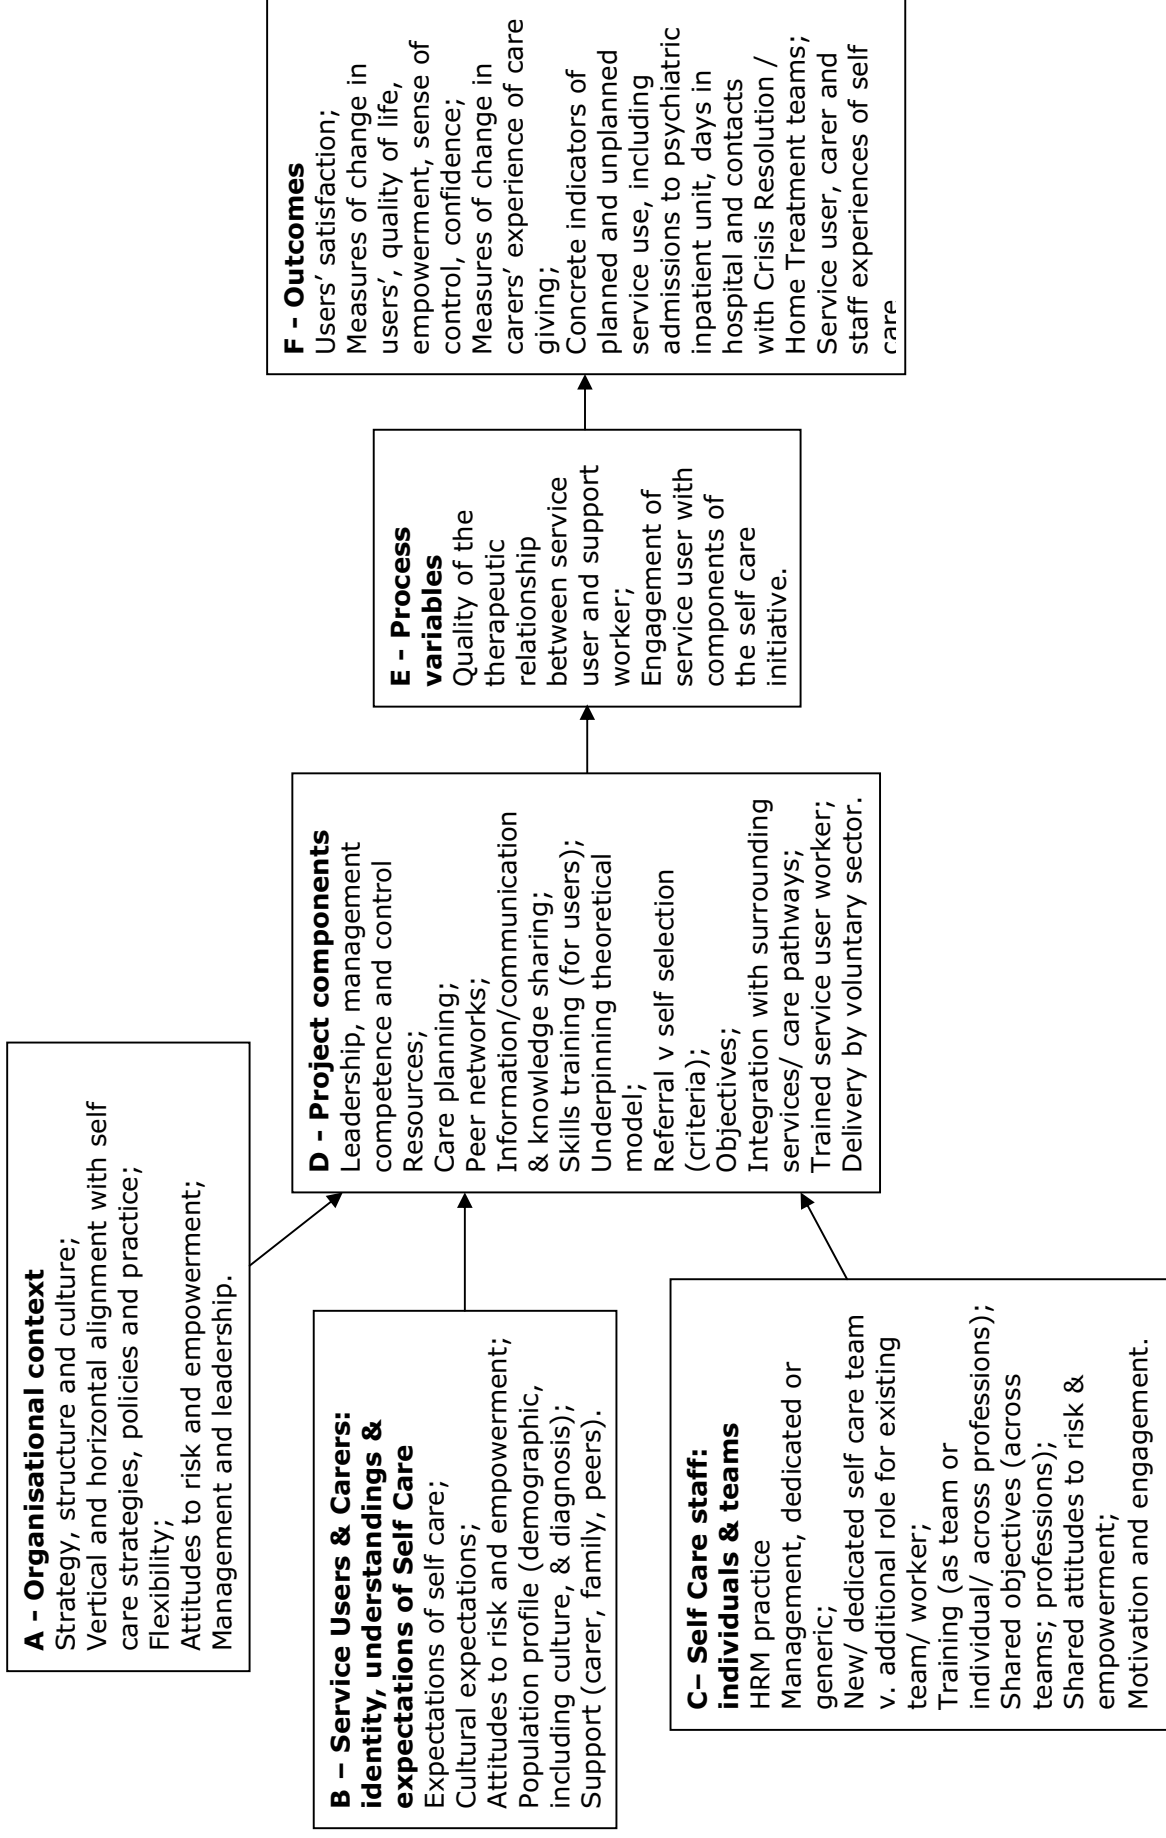 A – Organisational context
Strategy, structure and culture;
Vertical and horizontal alignment with self
care strategies, policies and practice;
Flexibility;
Attitudes to risk and empowerment;
Management and leadership.
B – Service Users & Carers:
identity, understandings &
expectations of Self Care
Expectations of self care;
Cultural expectations;
Attitudes to risk and empowerment;
Population profile (demographic,
including culture, & diagnosis);
Support (carer, family, peers).
C– Self Care staff:
individuals & teams
HRM practice
Management, dedicated or
generic;
New/ dedicated self care team
v. additional role for existing
team/ worker;
Training (as team or
individual/ across professions);
Shared objectives (across
teams; professions);
Shared attitudes to risk &
empowerment;
Motivation and engagement.
D – Project components
Leadership, management
competence and control
Resources;
Care planning;
Peer networks;
Information/communication
& knowledge sharing;
Skills training (for users);
Underpinning theoretical
model;
Referral v self selection
(criteria);
Objectives;
Integration with surrounding
services/ care pathways;
Trained service user worker;
Delivery by voluntary sector.
E – Process
variables
Quality of the
therapeutic
relationship
between service
user and support
worker;
Engagement of
service user with
components of
the self care
initiative.
F – Outcomes
Users’ satisfaction;
Measures of change in
users’, quality of life,
empowerment, sense of
control, confidence;
Measures of change in
carers’ experience of care
giving;
Concrete indicators of
planned and unplanned
service use, including
admissions to psychiatric
inpatient unit, days in
hospital and contacts
with Crisis Resolution /
Home Treatment teams;
Service user, carer and
staff experiences of self
care